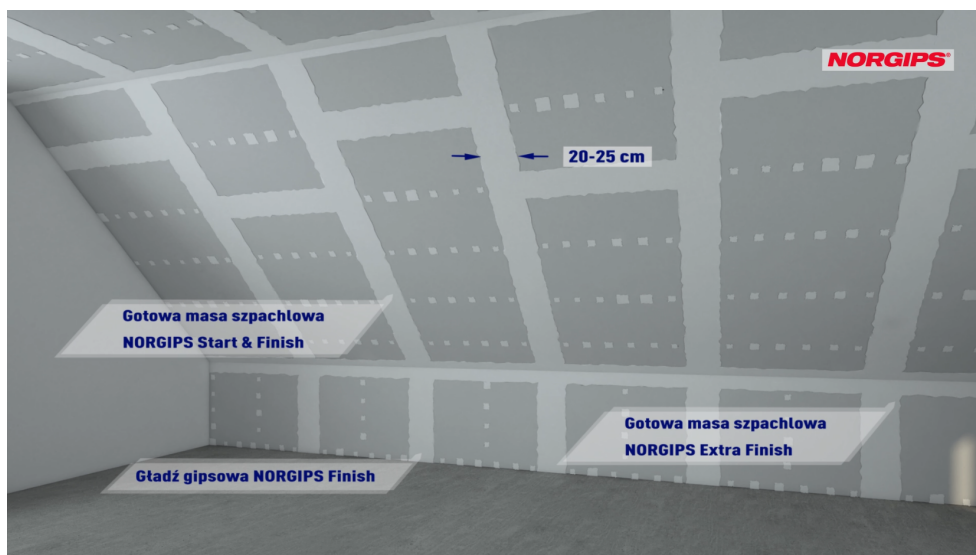 NORGIPS®
20-25 cm
Gotowa masa szpachlowa
NORGIPS Start & Finish
Gotowa masa szpachlowa
NORGIPS Extra Finish
Gładź gipsowa NORGIPS Finish